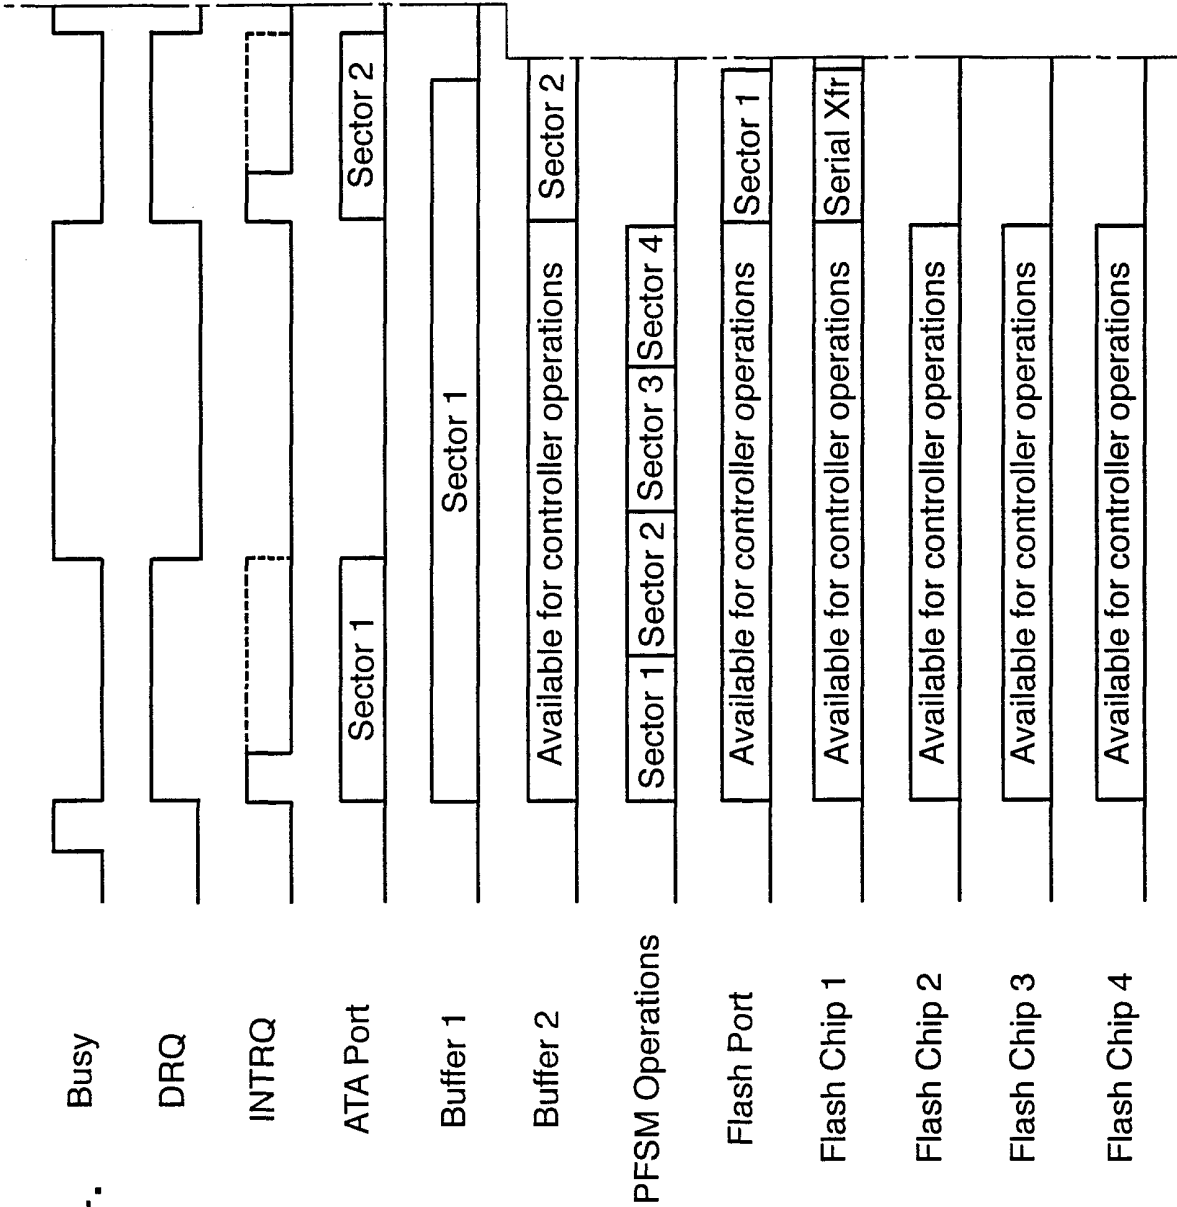 Busy
DRQ
INTRQ
ATA Port
Sector 1
Sector 2
Buffer 1
Sector 1
Buffer 2
Available for controller operations
Sector 2
PFSM Operations
Sector 1
Sector 2
Sector 3
Sector 4
Flash Port
Available for controller operations
Sector 1
Flash Chip 1
Available for controller operations
Serial Xfr
Flash Chip 2
Available for controller operations
Flash Chip 3
Available for controller operations
Flash Chip 4
Available for controller operations